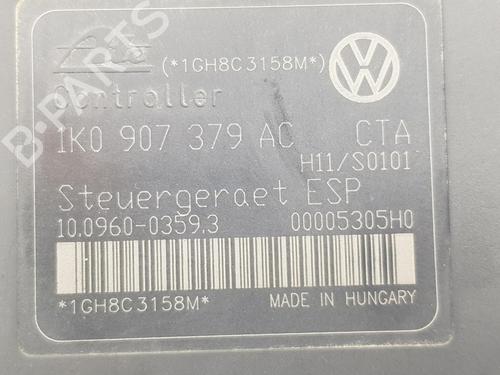 (*1GH8C3158M*)
Controller
1K0 907 379 AC CTA
H11/S0101
Steuergeraet ESP
10.0960-0359.3 00005305H0
*1GH8C3158M* MADE IN HUNGARY
B-PARTS